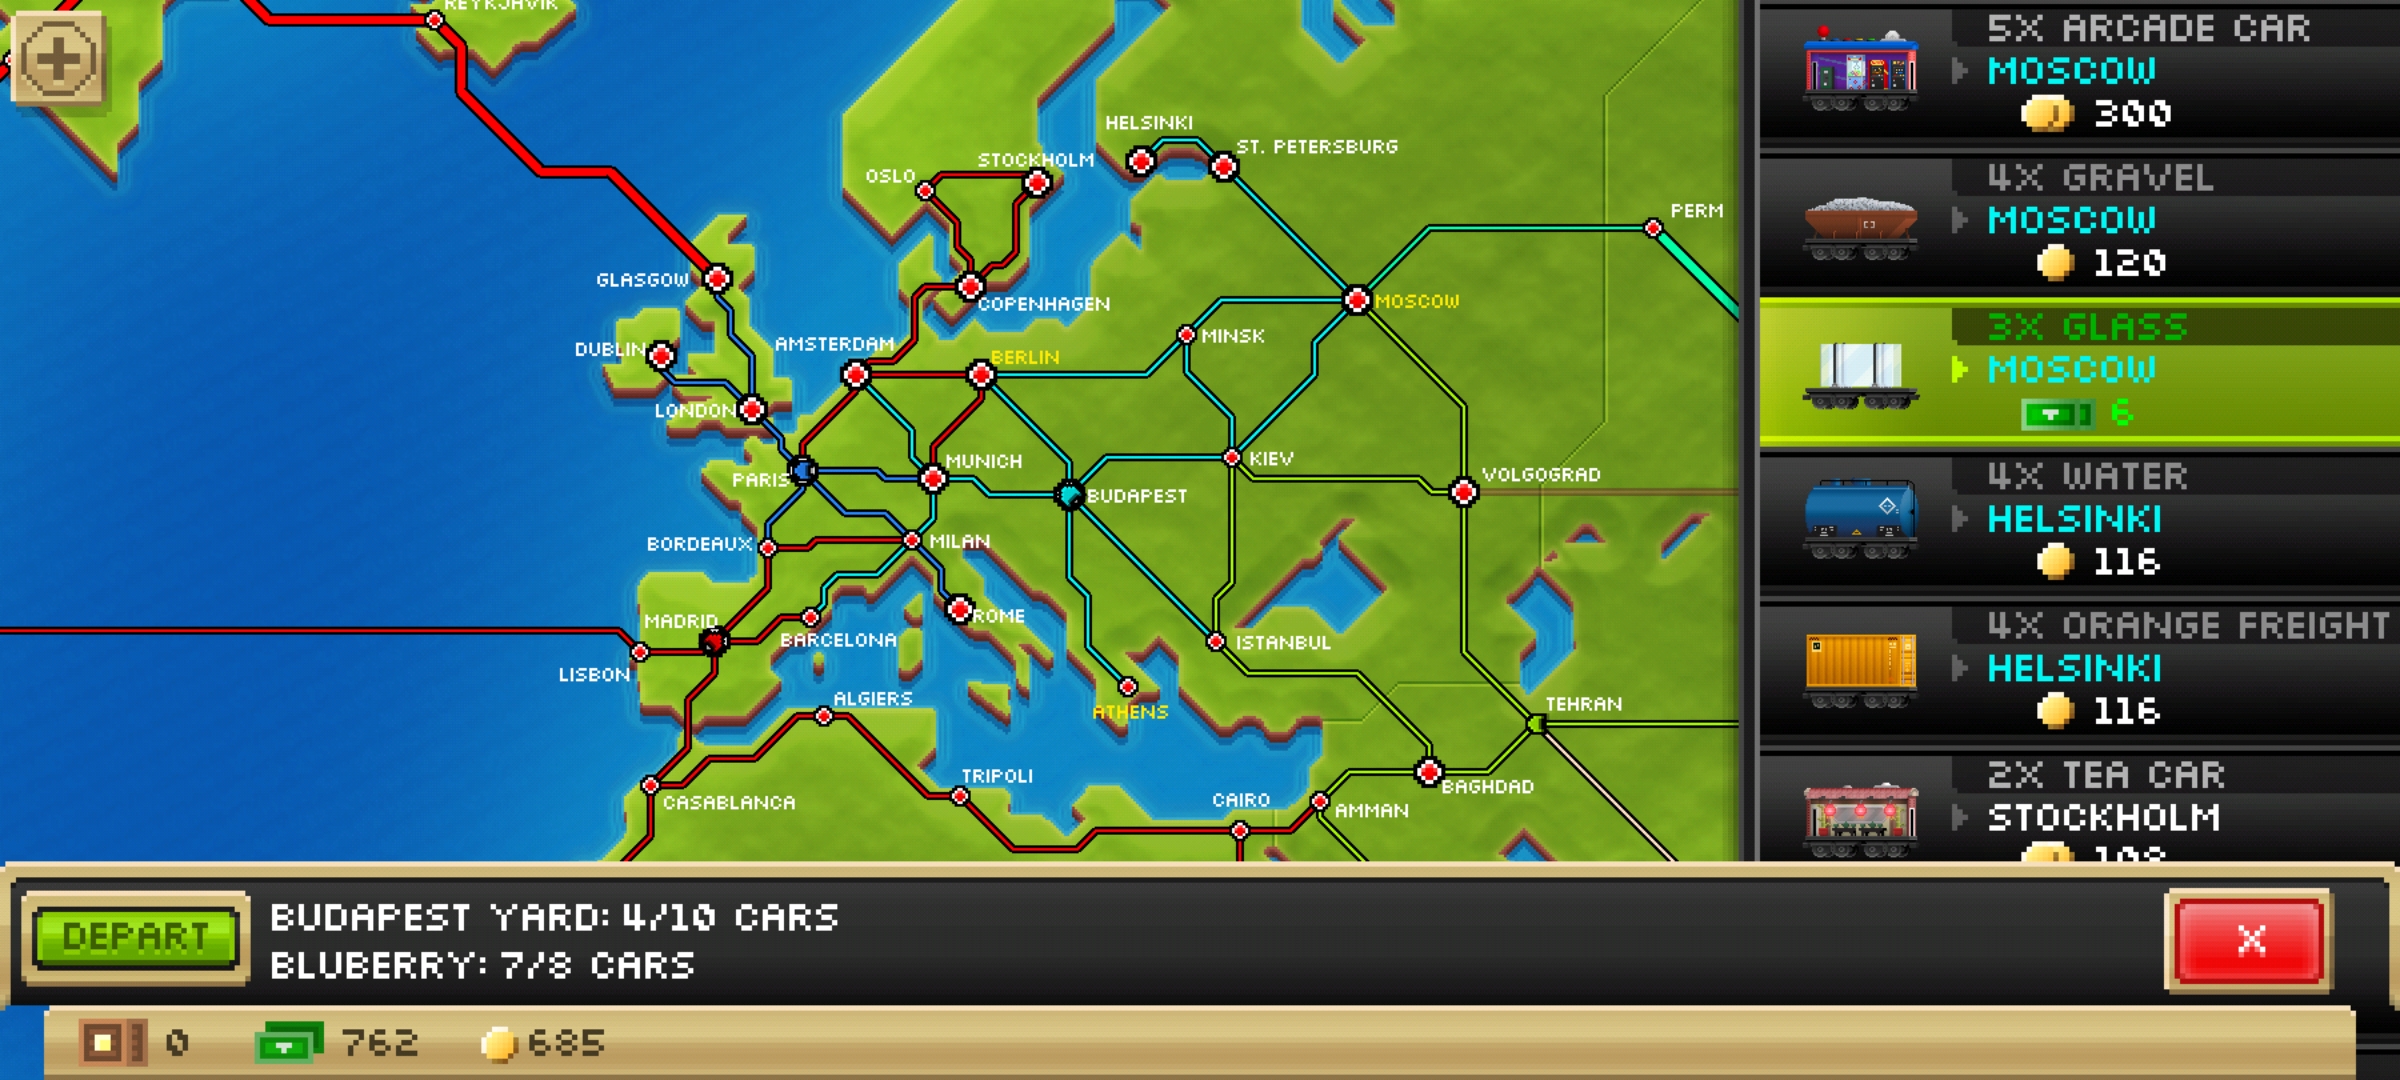 REYKJAVIK
HELSINKI
ST. PETERSBURG
STOCKHOLM
OSLO
PERM
GLASGOW
COPENHAGEN
MOSCOW
MINSK
DUBLIN
AMSTERDAM
BERLIN
LONDON
MUNICH
KIEV
PARIS
VOLGOGRAD
BUDAPEST
BORDEAUX
MILAN
MADRID
ROME
BARCELONA
ISTANBUL
LISBON
ALGIERS
ATHENS
TEHRAN
TRIPOLI
CASABLANCA
CAIRO
AMMAN
BAGHDAD
5X ARCADE CAR
MOSCOW
300
4X GRAVEL
MOSCOW
120
3X GLASS
MOSCOW
6
4X WATER
HELSINKI
116
4X ORANGE FREIGHT
HELSINKI
116
2X TEA CAR
STOCKHOLM
DEPART
BUDAPEST YARD: 4/10 CARS
BLUBERRY: 7/8 CARS
X
0
762
685